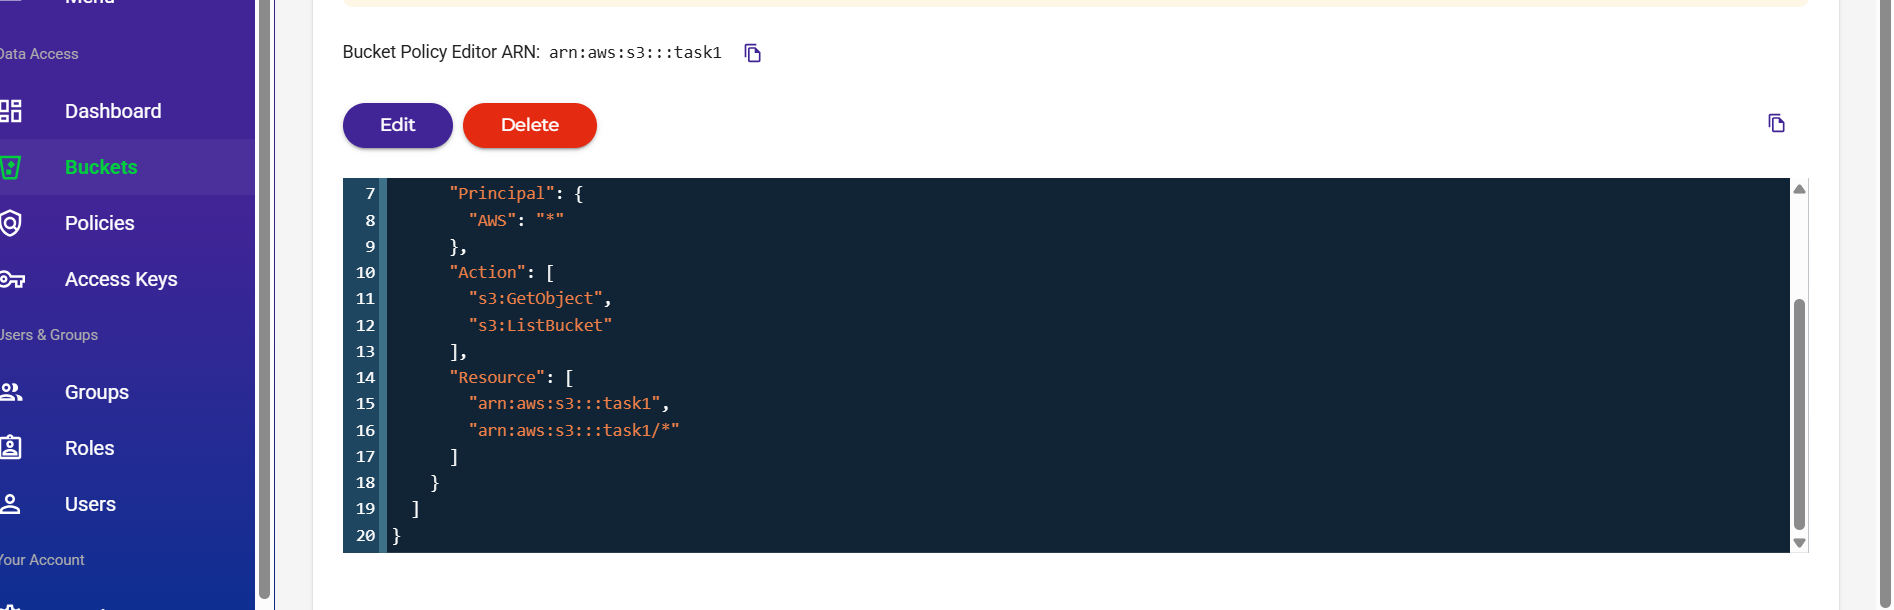 Menu
Data Access
Dashboard
Buckets
Policies
Access Keys
Users & Groups
Groups
Roles
Users
Your Account
Bucket Policy Editor ARN: arn:aws:s3:::task1
Edit
Delete
7 "Principal": {
8 "AWS": "*"
9 },
10 "Action": [
11 "s3:GetObject",
12 "s3:ListBucket"
13 ],
14 "Resource": [
15 "arn:aws:s3:::task1",
16 "arn:aws:s3:::task1/*"
17 ]
18 }
19 ]
20 }